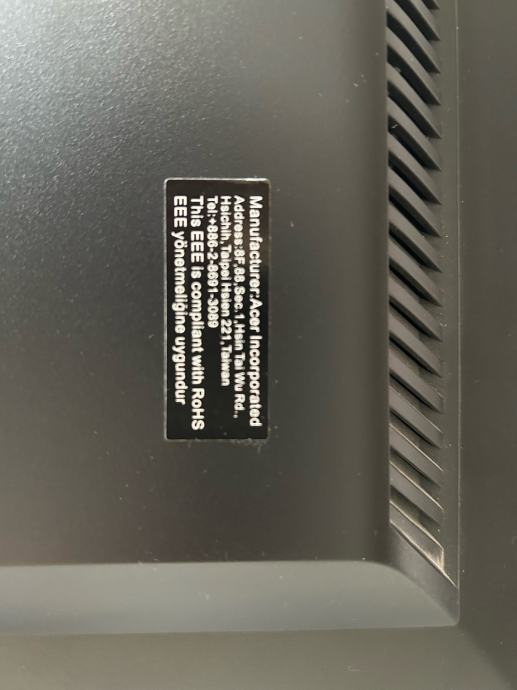 Manufacturer:Acer Incorporated
Address:8F,88,Sec.1,Hsin Tai Wu Rd.,
Hsichih,Taipei Hsien 221,Taiwan
Tel:+886-2-8691-3089
This EEE is compliant with RoHS
EEE yönetmeliğine uygundur